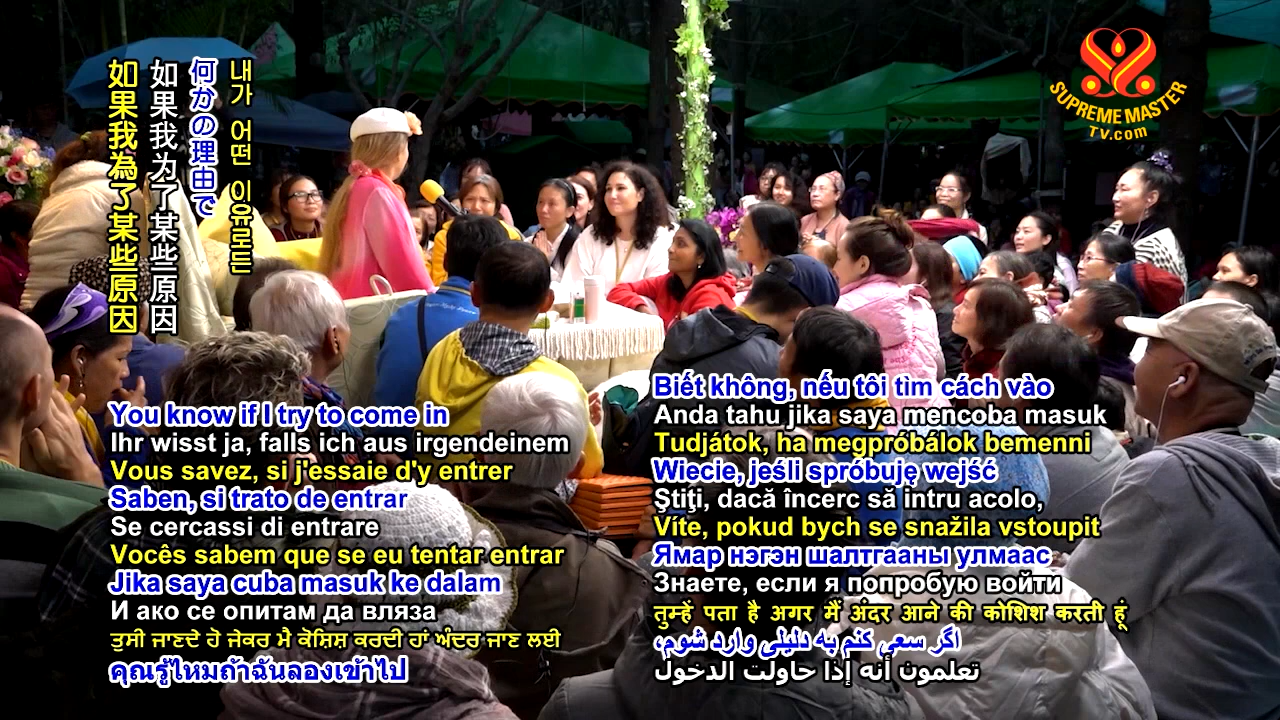 내가 어떤 이유로든
何かの理由で
如果我为了某些原因
如果我為了某些原因
SUPREME MASTER
TV.com
You know if I try to come in
Ihr wisst ja, falls ich aus irgendeinem
Vous savez, si j'essaie d'y entrer
Saben, si trato de entrar
Se cercassi di entrare
Vocês sabem que se eu tentar entrar
Jika saya cuba masuk ke dalam
И ако се опитам да вляза
ਤੁਸੀ ਜਾਣਦੇ ਹੋ ਜੇਕਰ ਮੈ ਕੋਸ਼ਿਸ਼ ਕਰਦੀ ਹਾਂ ਅੰਦਰ ਜਾਣ ਲਈ
คุณรู้ไหมถ้าฉันลองเข้าไป
Biết không, nếu tôi tìm cách vào
Anda tahu jika saya mencoba masuk
Tudjátok, ha megpróbálok bemenni
Wiecie, jeśli spróbuję wejść
Ştiţi, dacă încerc să intru acolo,
Víte, pokud bych se snažila vstoupit
Ямар нэгэн шалтгааны улмаас
Знаете, если я попробую войти
तुम्हें पता है अगर मैं अंदर आने की कोशिश करती हूं
اگر سعی کنم به دلیلی وارد شوم،
تعلمون أنه إذا حاولت الدخول